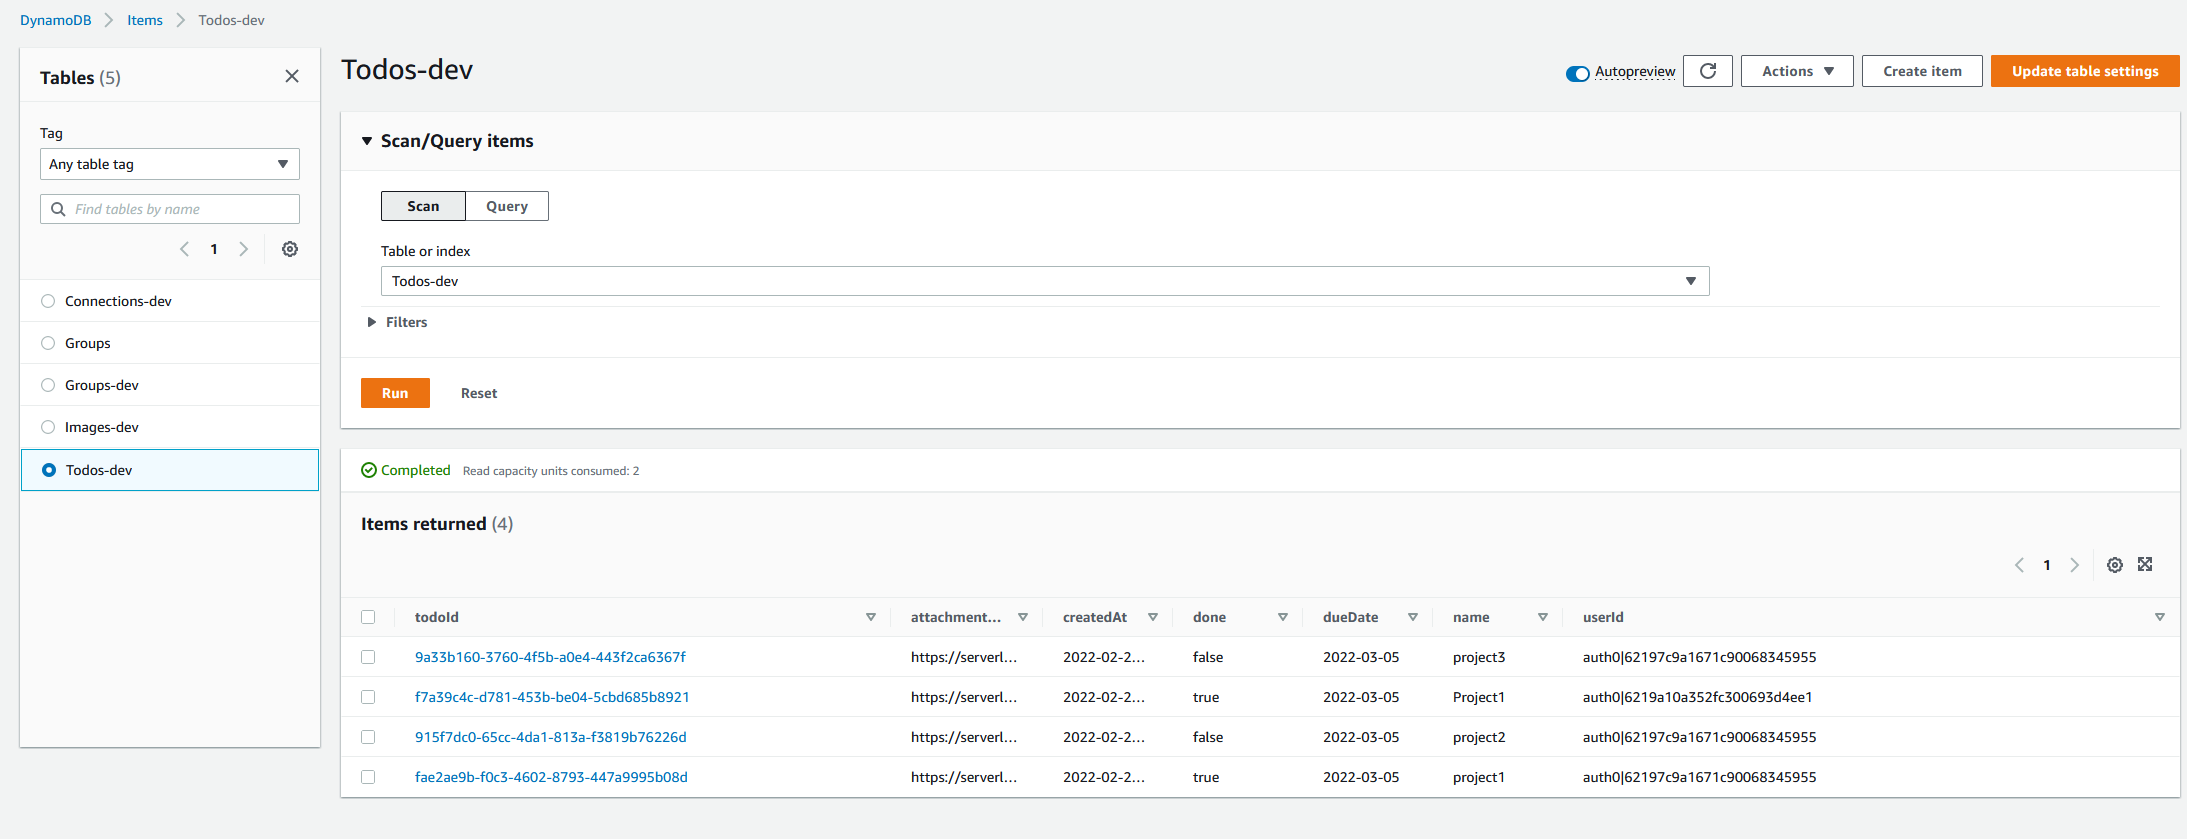 DynamoDB > Items > Todos-dev
Tables (5)
Tag
Any table tag
Find tables by name
1
Connections-dev
Groups
Groups-dev
Images-dev
Todos-dev
Todos-dev
Autopreview Actions Create item Update table settings
Scan/Query items
Scan Query
Table or index
Todos-dev
Filters
Run Reset
Completed Read capacity units consumed: 2
Items returned (4)
1
todoId attachment... createdAt done dueDate name userId
9a33b160-3760-4f5b-a0e4-443f2ca6367f https://serverl... 2022-02-2... false 2022-03-05 project3 auth0|62197c9a1671c90068345955
f7a39c4c-d781-453b-be04-5cbd685b8921 https://serverl... 2022-02-2... true 2022-03-05 Project1 auth0|6219a10a352fc300693d4ee1
915f7dc0-65cc-4da1-813a-f3819b76226d https://serverl... 2022-02-2... false 2022-03-05 project2 auth0|62197c9a1671c90068345955
fae2ae9b-f0c3-4602-8793-447a9995b08d https://serverl... 2022-02-2... true 2022-03-05 project1 auth0|62197c9a1671c90068345955